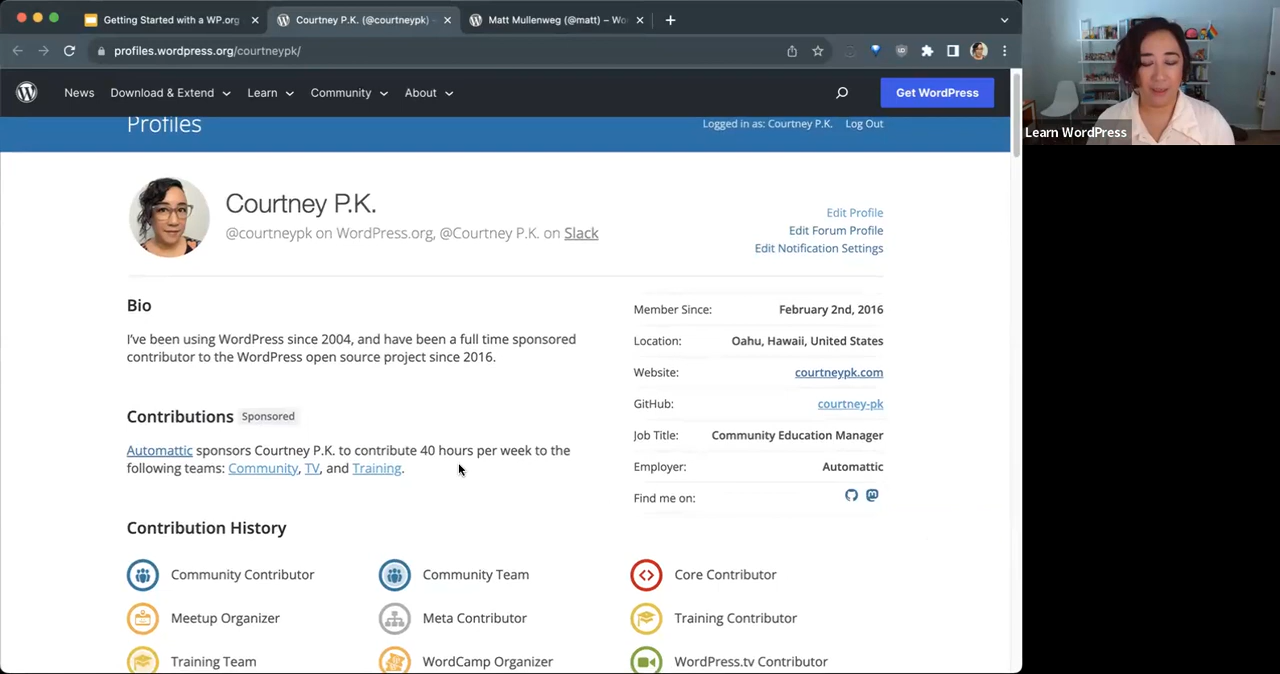 Getting Started with a WP.org
Courtney P.K. (@courtneypk)
Matt Mullenweg (@matt) – Wo
profiles.wordpress.org/courtneypk/
News
Download & Extend
Learn
Community
About
Get WordPress
Profiles
Logged in as: Courtney P.K.
Log Out
Courtney P.K.
@courtneypk on WordPress.org, @Courtney P.K. on Slack
Edit Profile
Edit Forum Profile
Edit Notification Settings
Bio
I've been using WordPress since 2004, and have been a full time sponsored
contributor to the WordPress open source project since 2016.
Contributions Sponsored
Automattic sponsors Courtney P.K. to contribute 40 hours per week to the
following teams: Community, TV, and Training.
Member Since: February 2nd, 2016
Location: Oahu, Hawaii, United States
Website: courtneypk.com
GitHub: courtney-pk
Job Title: Community Education Manager
Employer: Automattic
Find me on:
Contribution History
Community Contributor
Community Team
Core Contributor
Meetup Organizer
Meta Contributor
Training Contributor
Training Team
WordCamp Organizer
WordPress.tv Contributor
Learn WordPress